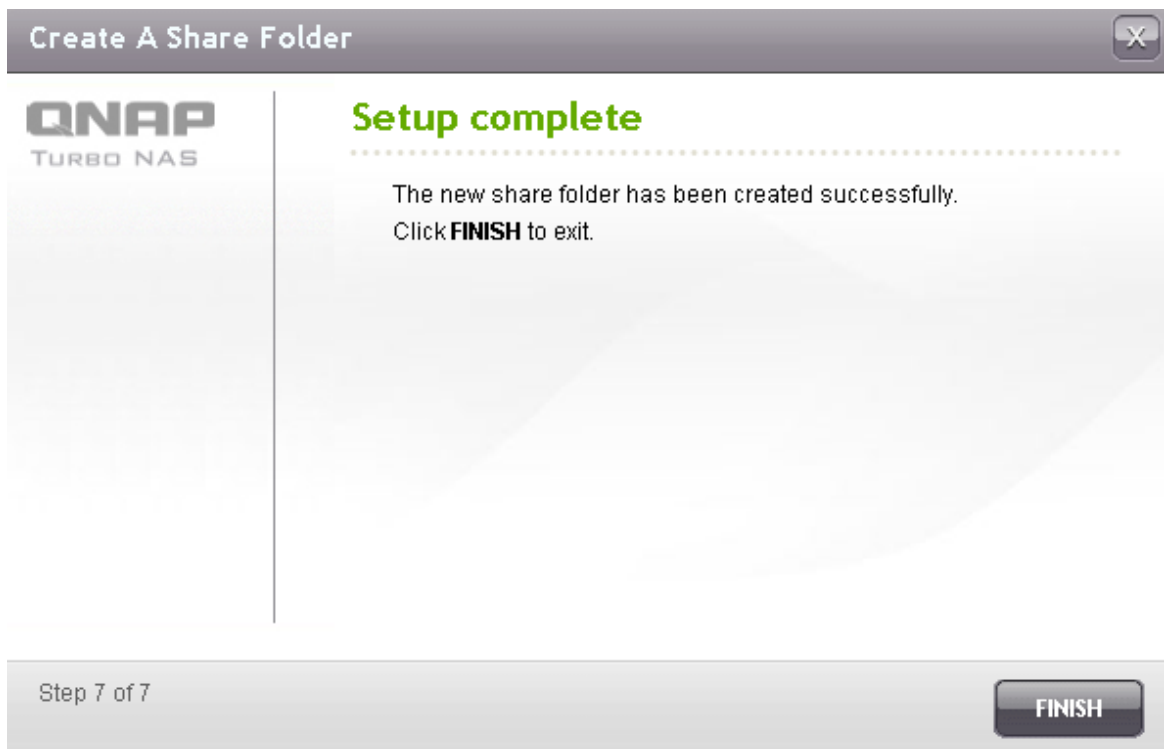 Create A Share Folder
X
QNAP
TURBO NAS
Setup complete
The new share folder has been created successfully.
Click FINISH to exit.
Step 7 of 7
FINISH